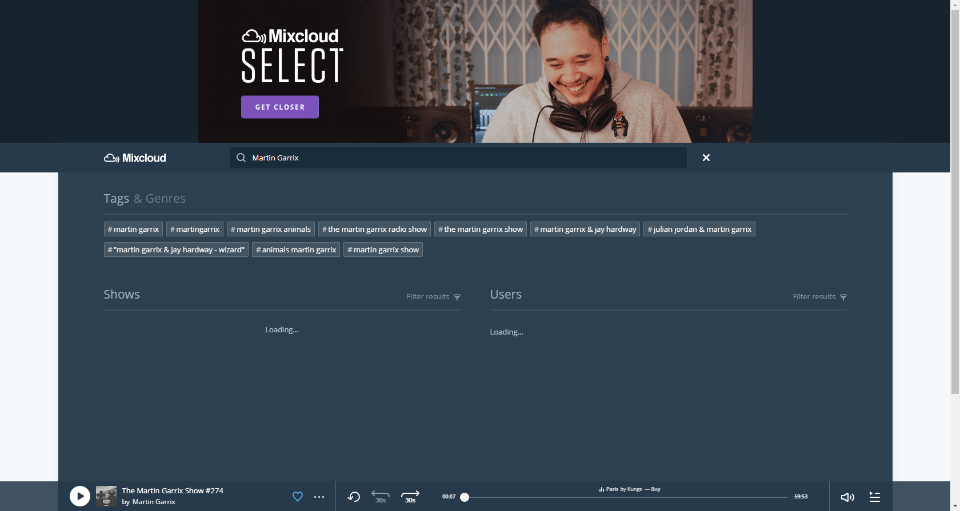 Mixcloud
SELECT
GET CLOSER
Mixcloud
Martin Garrix
Tags & Genres
#martin garrix #martingarrix #martin garrix animals #the martin garrix radio show #the martin garrix show #martin garrix & jay hardway #julian jordan & martin garrix
#"martin garrix & jay hardway - wizard" #animals martin garrix #martin garrix show
Shows Filter results
Users Filter results
Loading...
Loading...
The Martin Garrix Show #274
by Martin Garrix
30s 30s
00:07
Paris by Kungs — Buy
-59:53